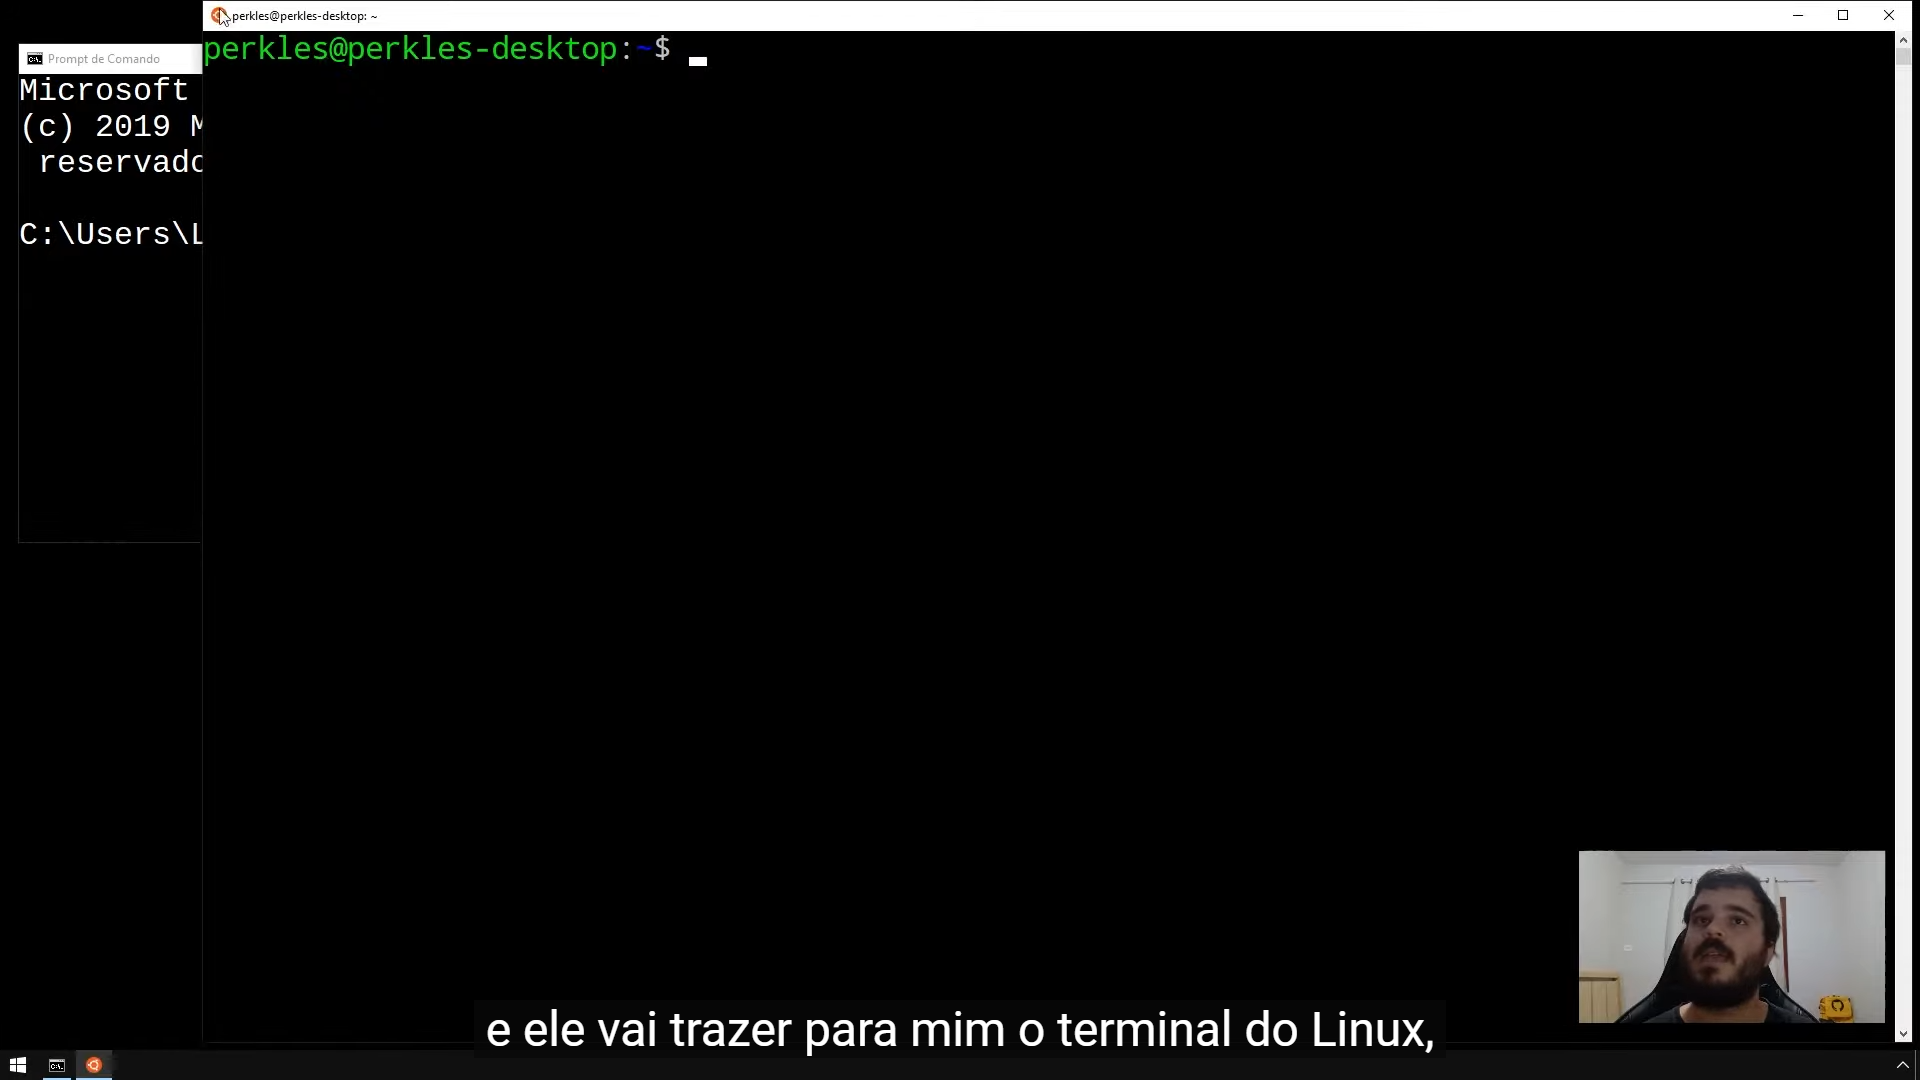 perkles@perkles-desktop: ~
perkles@perkles-desktop:~$
Prompt de Comando
Microsoft
(c) 2019 M
reservado
C:\Users\L
e ele vai trazer para mim o terminal do Linux,